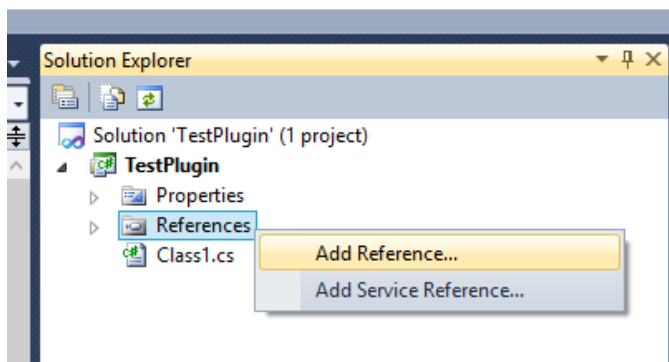 Solution Explorer
Solution 'TestPlugin' (1 project)
TestPlugin
Properties
References
Class1.cs
Add Reference...
Add Service Reference...